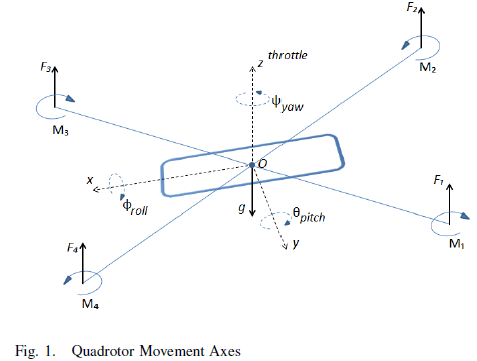 F₂
throttle
z
F₃
M₂
ψyaw
M₃
O
x
F₁
ϕroll
g
θpitch
F₄
y
M₁
M₄
Fig. 1. Quadrotor Movement Axes